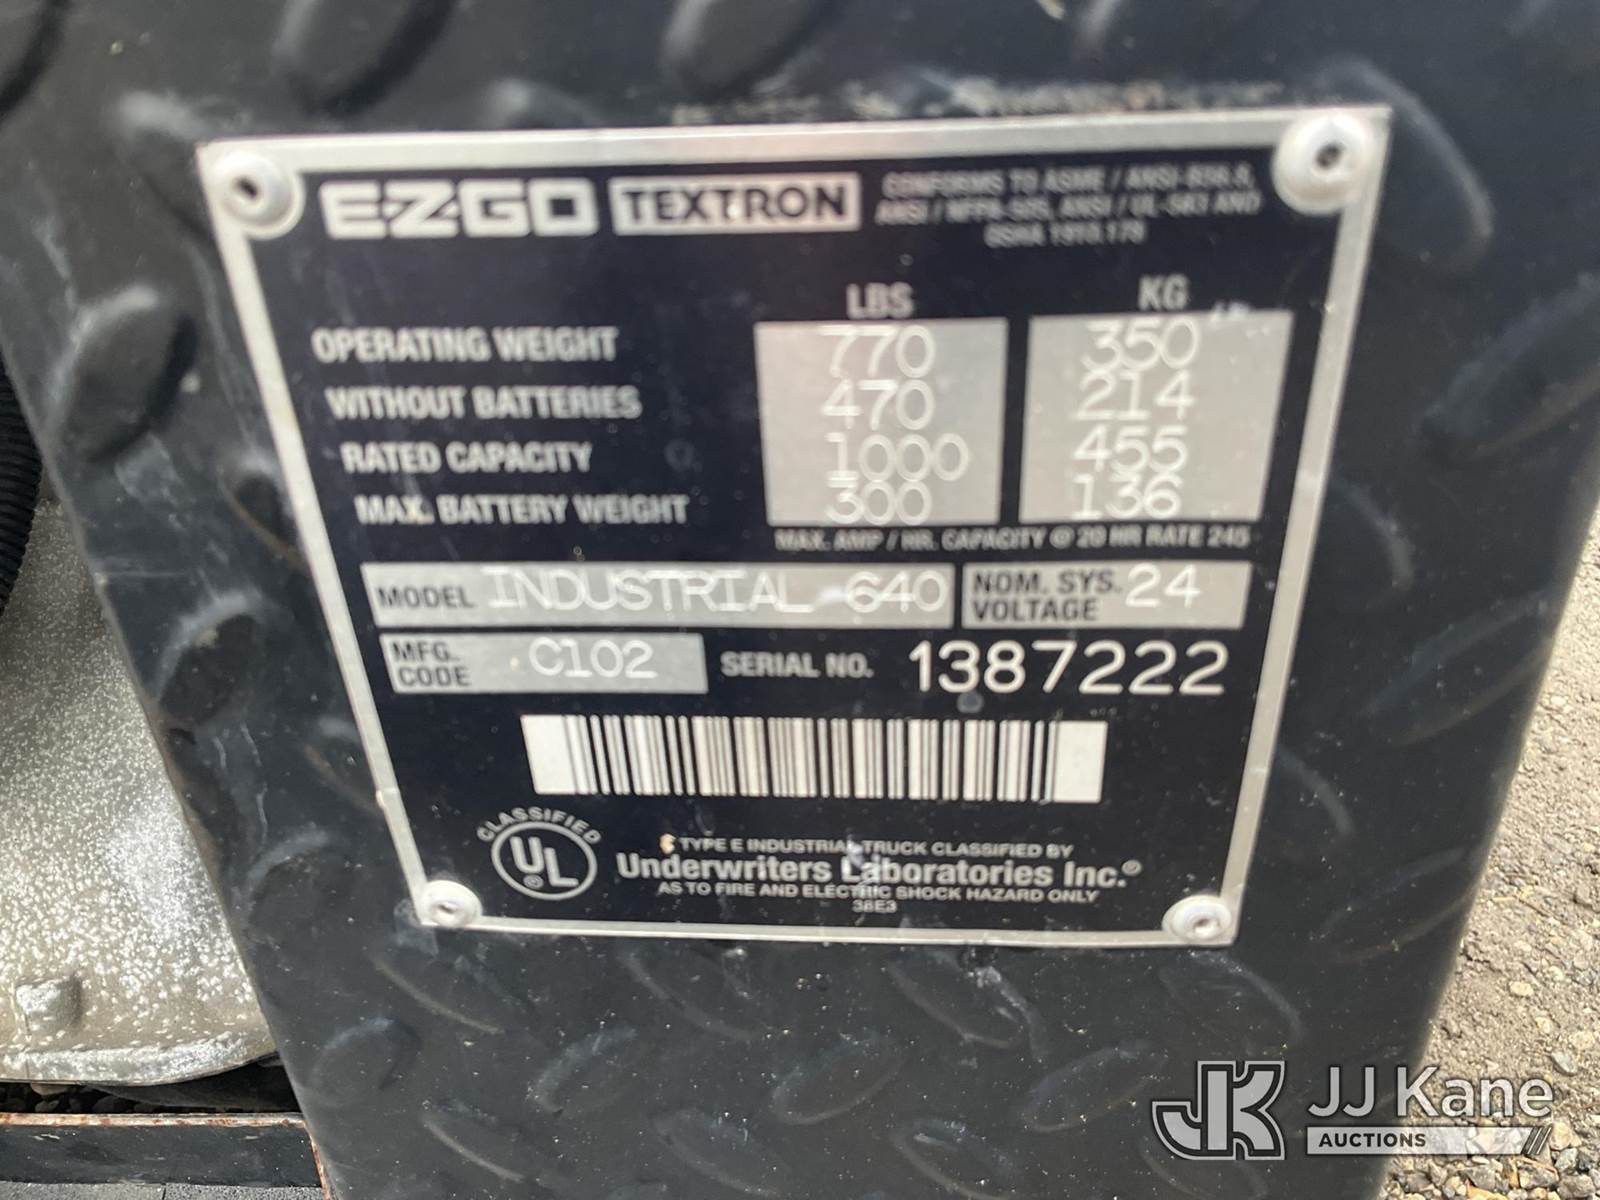 E-Z-GO TEXTRON
CONFORMS TO ASME / ANSI-B56.8,
ANSI / NFPA-505, ANSI / UL-583 AND
OSHA 1910.178
LBS KG
OPERATING WEIGHT 770 350
WITHOUT BATTERIES 470 214
RATED CAPACITY 1000 455
MAX. BATTERY WEIGHT 300 136
MAX. AMP / HR. CAPACITY @ 20 HR RATE 245
MODEL INDUSTRIAL 640 NOM. SYS. VOLTAGE 24
MFG. CODE C102 SERIAL NO. 1387222
CLASSIFIED
UL®
TYPE E INDUSTRIAL TRUCK CLASSIFIED BY
Underwriters Laboratories Inc.®
AS TO FIRE AND ELECTRIC SHOCK HAZARD ONLY
38E3
JK JJ Kane
AUCTIONS